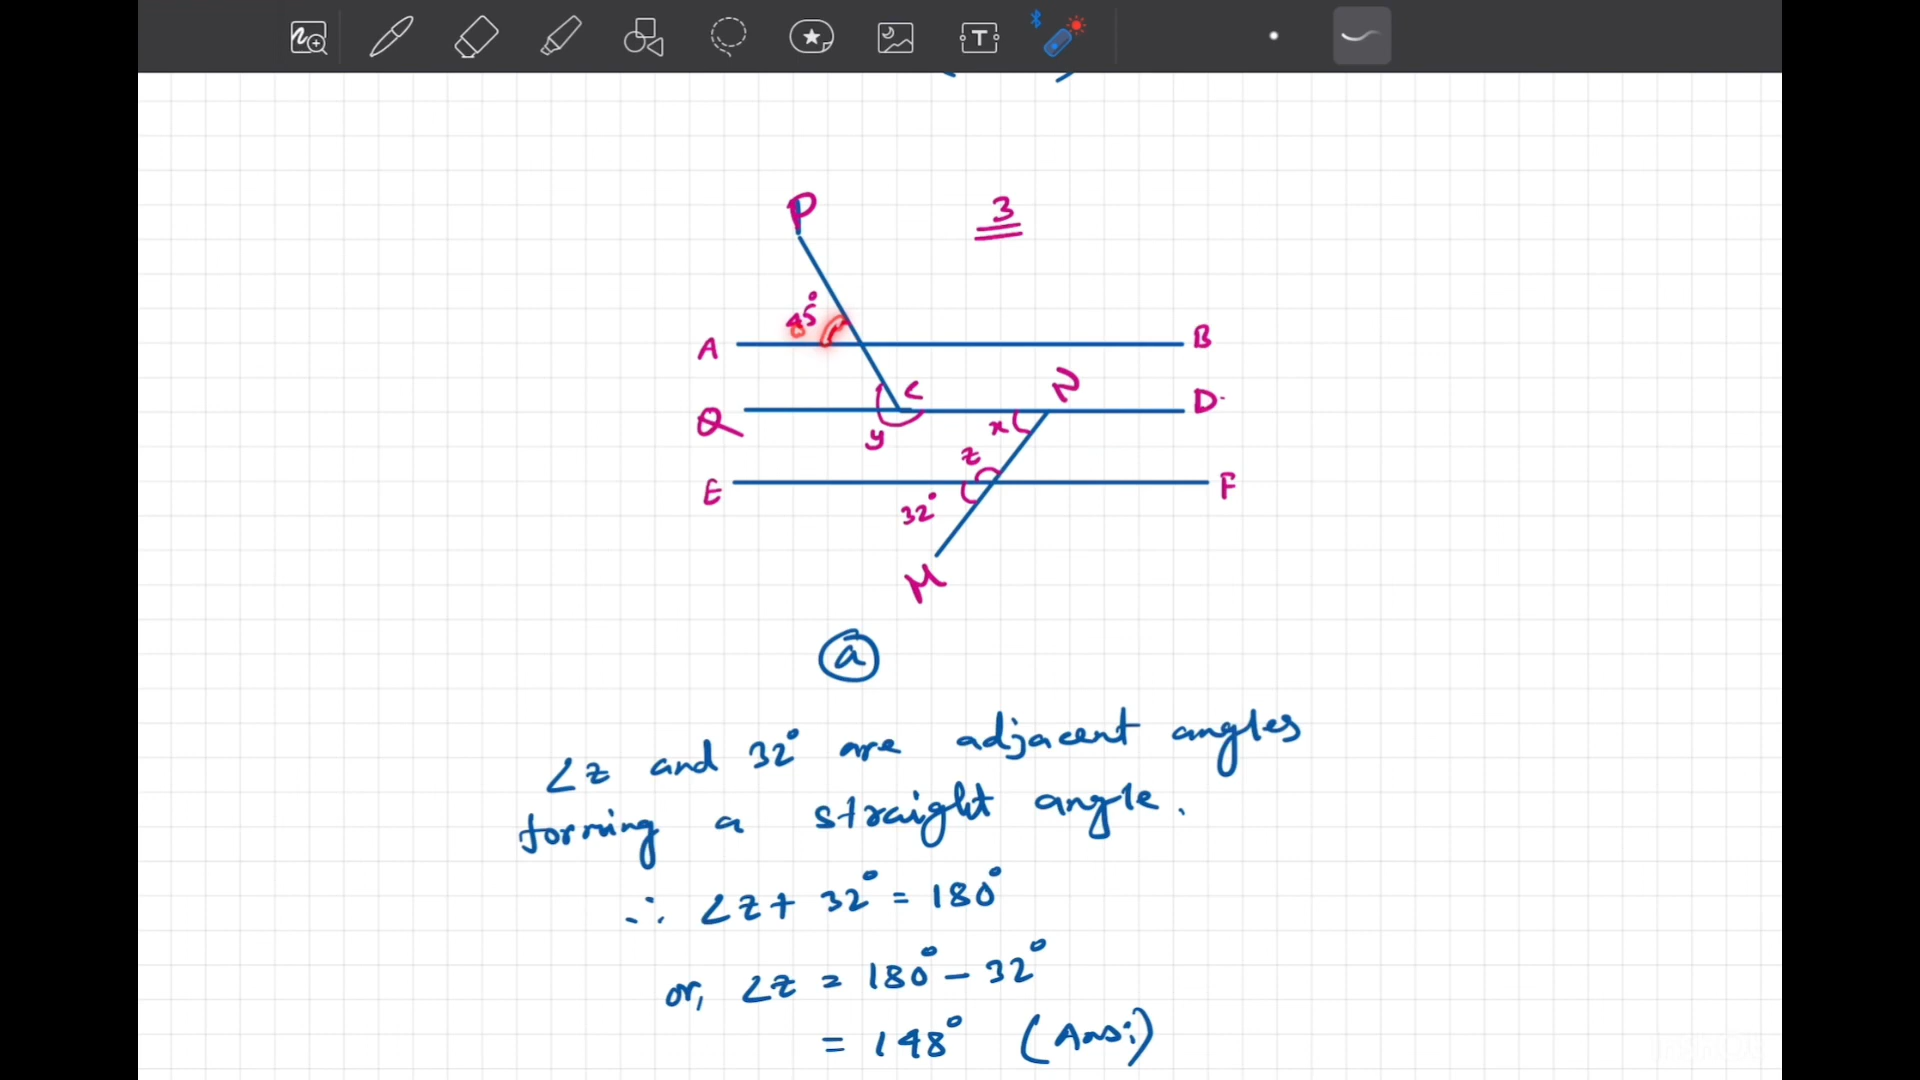 P
3
45°
A
B
C
N
Q
D
y
x
z
E
F
32°
M
a
∠z and 32° are adjacent angles
forming a straight angle.
∴ ∠z + 32° = 180°
or, ∠z = 180° - 32°
= 148° (Ans:)